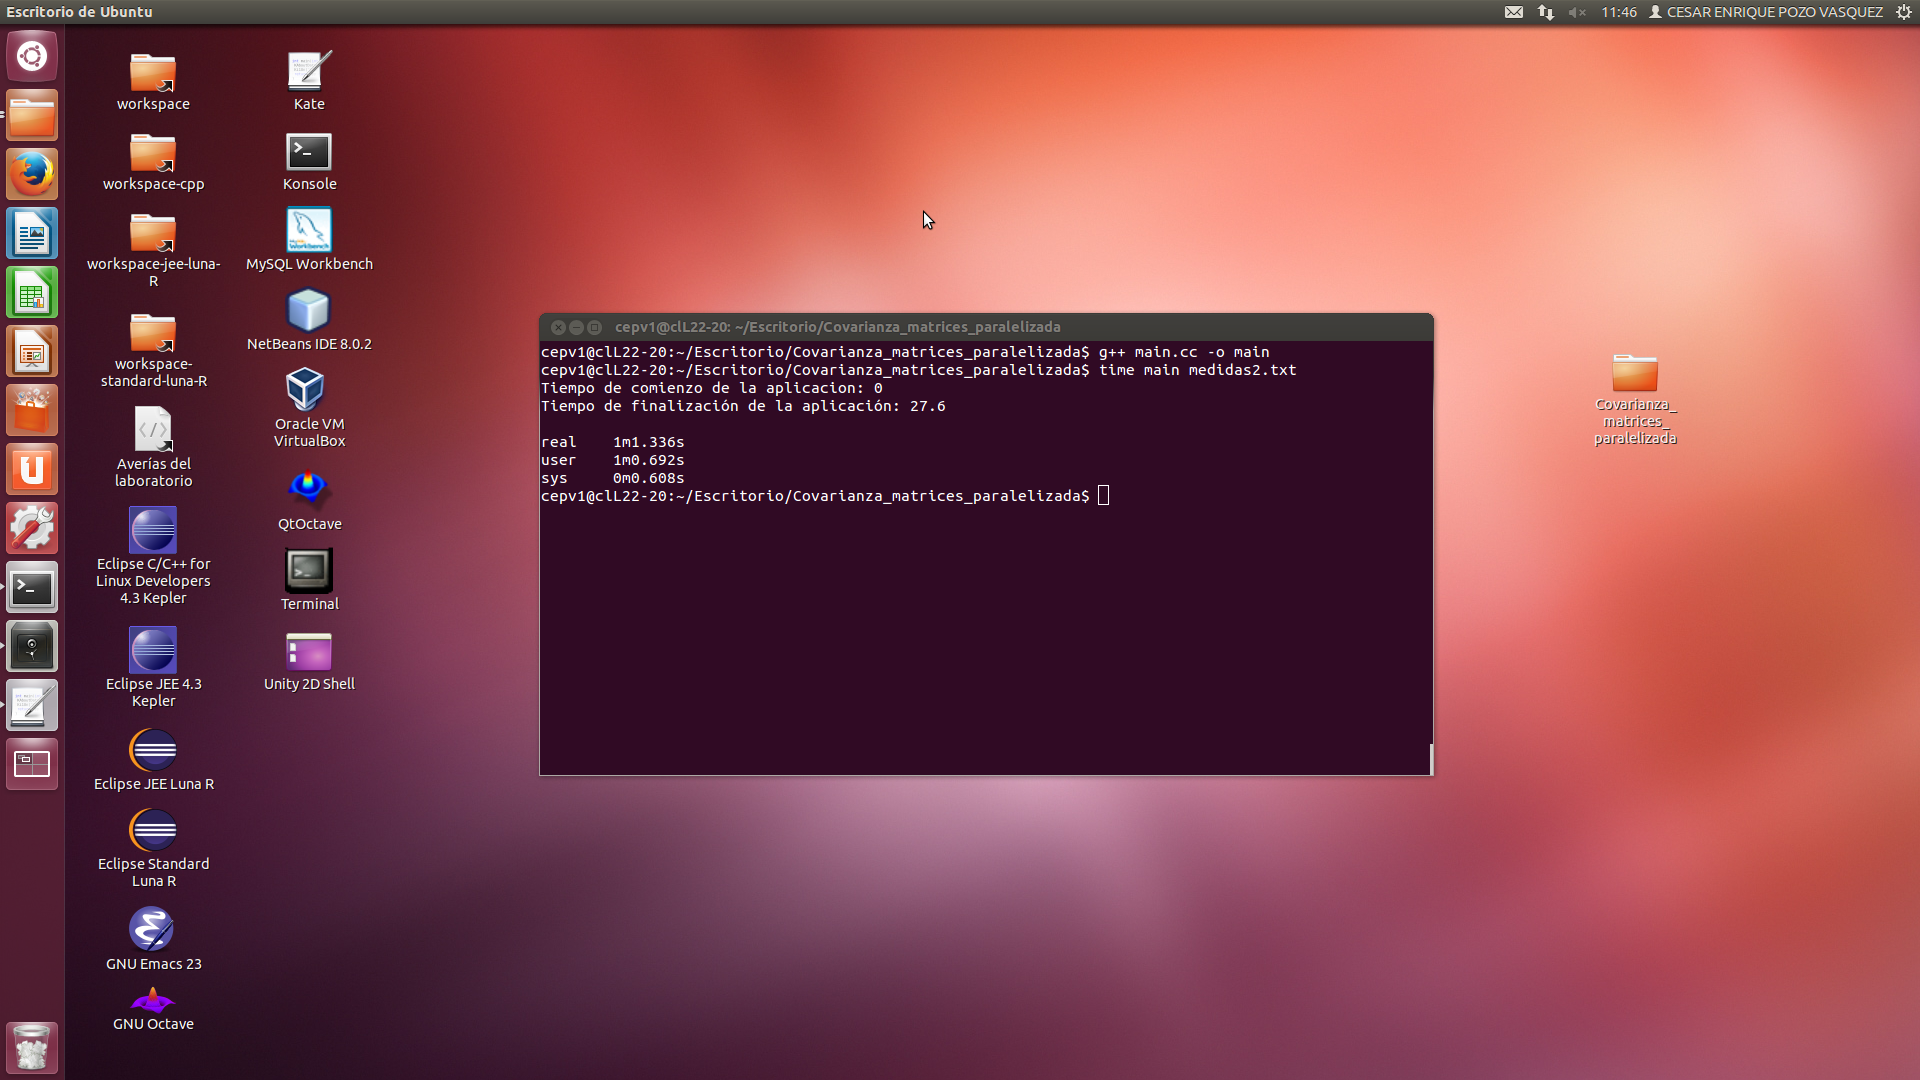 Escritorio de Ubuntu
11:46
CESAR ENRIQUE POZO VASQUEZ
workspace
workspace-cpp
workspace-jee-luna-
R
workspace-
standard-luna-R
Averías del
laboratorio
Eclipse C/C++ for
Linux Developers
4.3 Kepler
Eclipse JEE 4.3
Kepler
Eclipse JEE Luna R
Eclipse Standard
Luna R
GNU Emacs 23
GNU Octave
Kate
Konsole
MySQL Workbench
NetBeans IDE 8.0.2
Oracle VM
VirtualBox
QtOctave
Terminal
Unity 2D Shell
cepv1@clL22-20: ~/Escritorio/Covarianza_matrices_paralelizada
cepv1@clL22-20:~/Escritorio/Covarianza_matrices_paralelizada$ g++ main.cc -o main
cepv1@clL22-20:~/Escritorio/Covarianza_matrices_paralelizada$ time main medidas2.txt
Tiempo de comienzo de la aplicacion: 0
Tiempo de finalización de la aplicación: 27.6
real 1m1.336s
user 1m0.692s
sys 0m0.608s
cepv1@clL22-20:~/Escritorio/Covarianza_matrices_paralelizada$
Covarianza_
matrices_
paralelizada